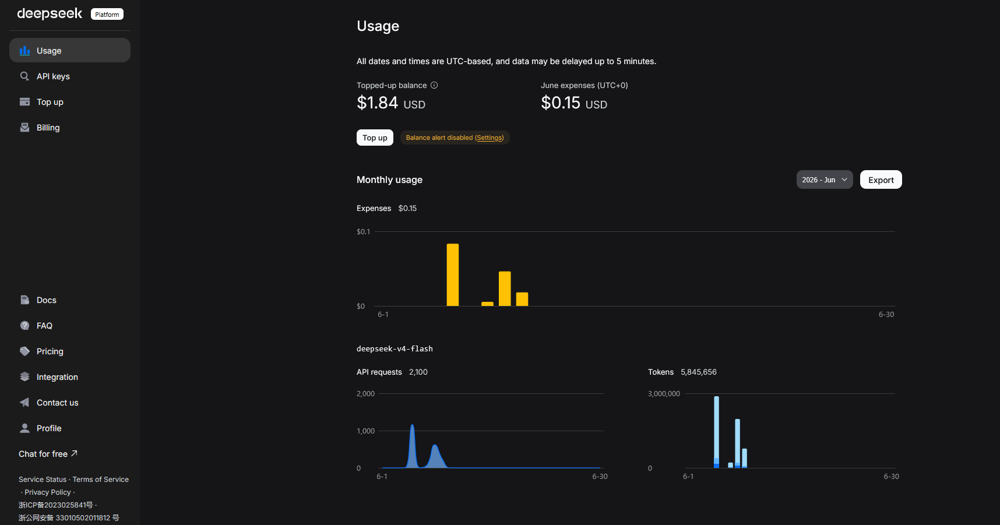 deepseek Platform
Usage
API keys
Top up
Billing
Docs
FAQ
Pricing
Integration
Contact us
Profile
Chat for free
Service Status · Terms of Service
· Privacy Policy ·
浙ICP备2023025841号 ·
浙公网安备 33010502011812 号
Usage
All dates and times are UTC-based, and data may be delayed up to 5 minutes.
Topped-up balance
$1.84 USD
June expenses (UTC+0)
$0.15 USD
Top up
Balance alert disabled (Settings)
Monthly usage
2026 - Jun
Export
Expenses $0.15
$0.1
$0
6-1
6-30
deepseek-v4-flash
API requests 2,100
2,000
1,000
0
6-1
6-30
Tokens 5,845,656
3,000,000
0
6-1
6-30